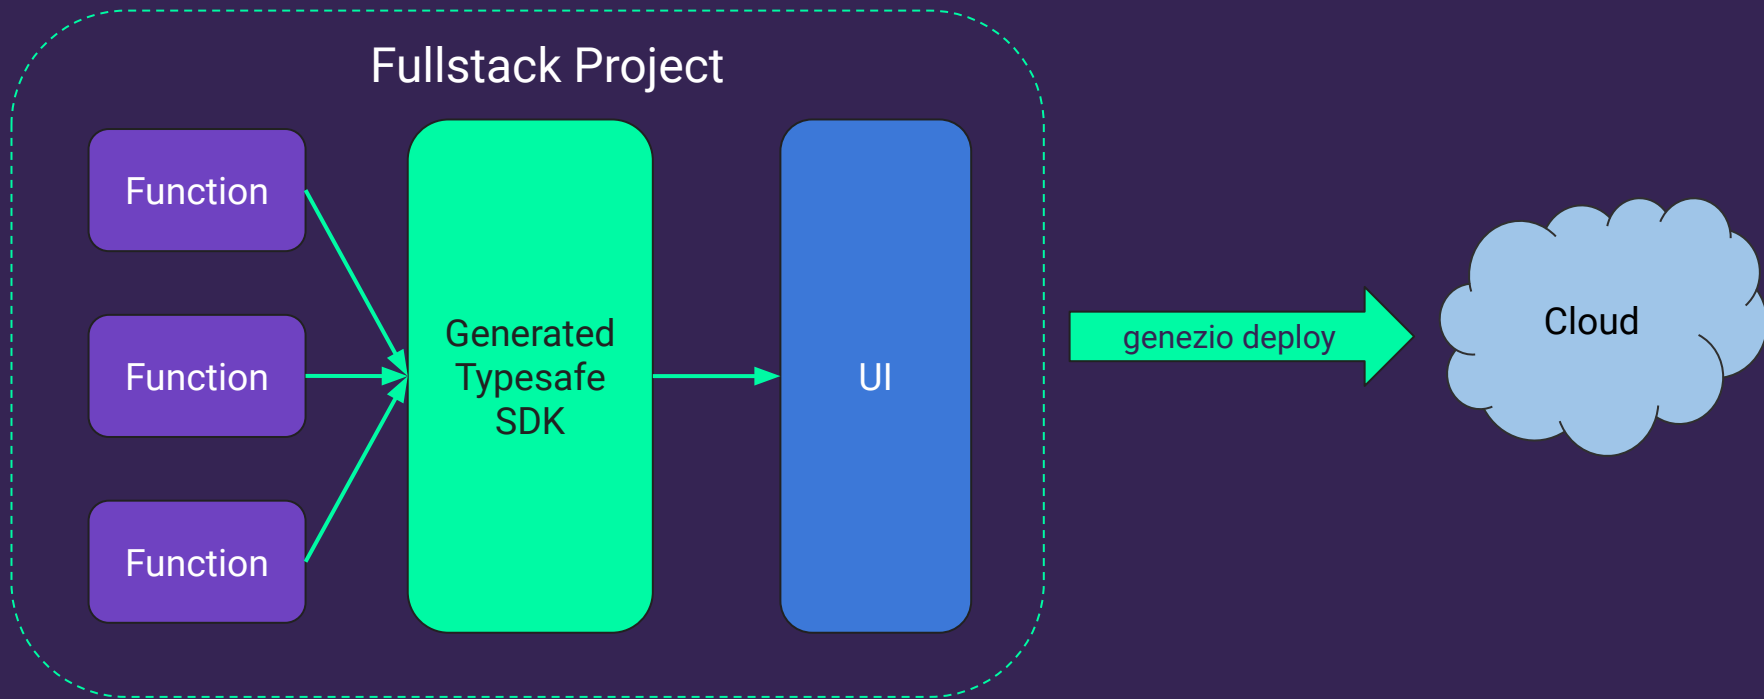 Fullstack Project
Function
Function
Function
Generated
Typesafe
SDK
UI
genezio deploy
Cloud